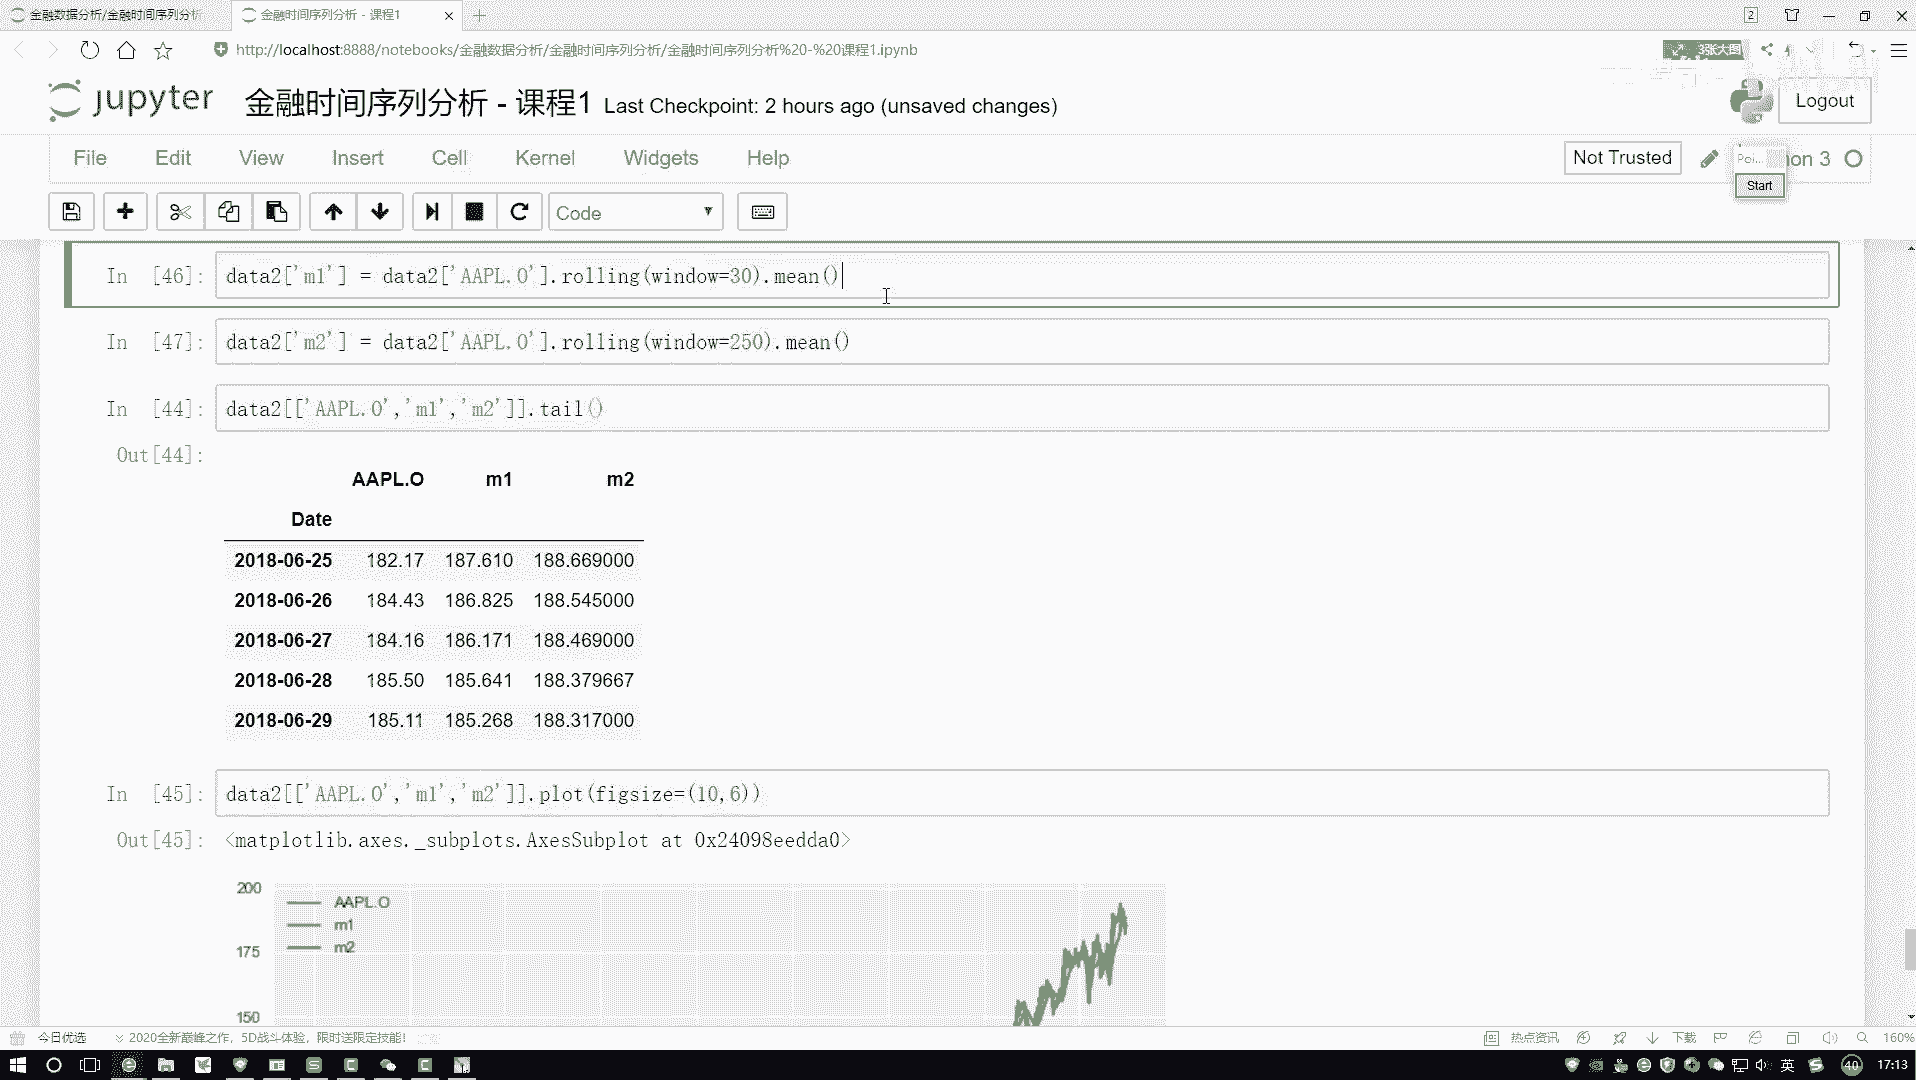 金融数据分析/金融时间序列分析
金融时间序列分析 - 课程1
2
http://localhost:8888/notebooks/金融数据分析/金融时间序列分析/金融时间序列分析%20-%20课程1.ipynb
3张大图
jupyter 金融时间序列分析 - 课程1 Last Checkpoint: 2 hours ago (unsaved changes)
Logout
File Edit View Insert Cell Kernel Widgets Help
Not Trusted
Poi... hon 3
Start
Code
In [46]: data2['m1'] = data2['AAPL.O'].rolling(window=30).mean()
In [47]: data2['m2'] = data2['AAPL.O'].rolling(window=250).mean()
In [44]: data2[['AAPL.O','m1','m2']].tail()
Out[44]:
AAPL.O m1 m2
Date
2018-06-25 182.17 187.610 188.669000
2018-06-26 184.43 186.825 188.545000
2018-06-27 184.16 186.171 188.469000
2018-06-28 185.50 185.641 188.379667
2018-06-29 185.11 185.268 188.317000
In [45]: data2[['AAPL.O','m1','m2']].plot(figsize=(10,6))
Out[45]: <matplotlib.axes._subplots.AxesSubplot at 0x24098eedda0>
200
AAPL.O
m1
m2
175
150
今日优选
2020全新巅峰之作，5D战斗体验，限时送限定技能！
热点资讯
下载
160%
英
40
17:13